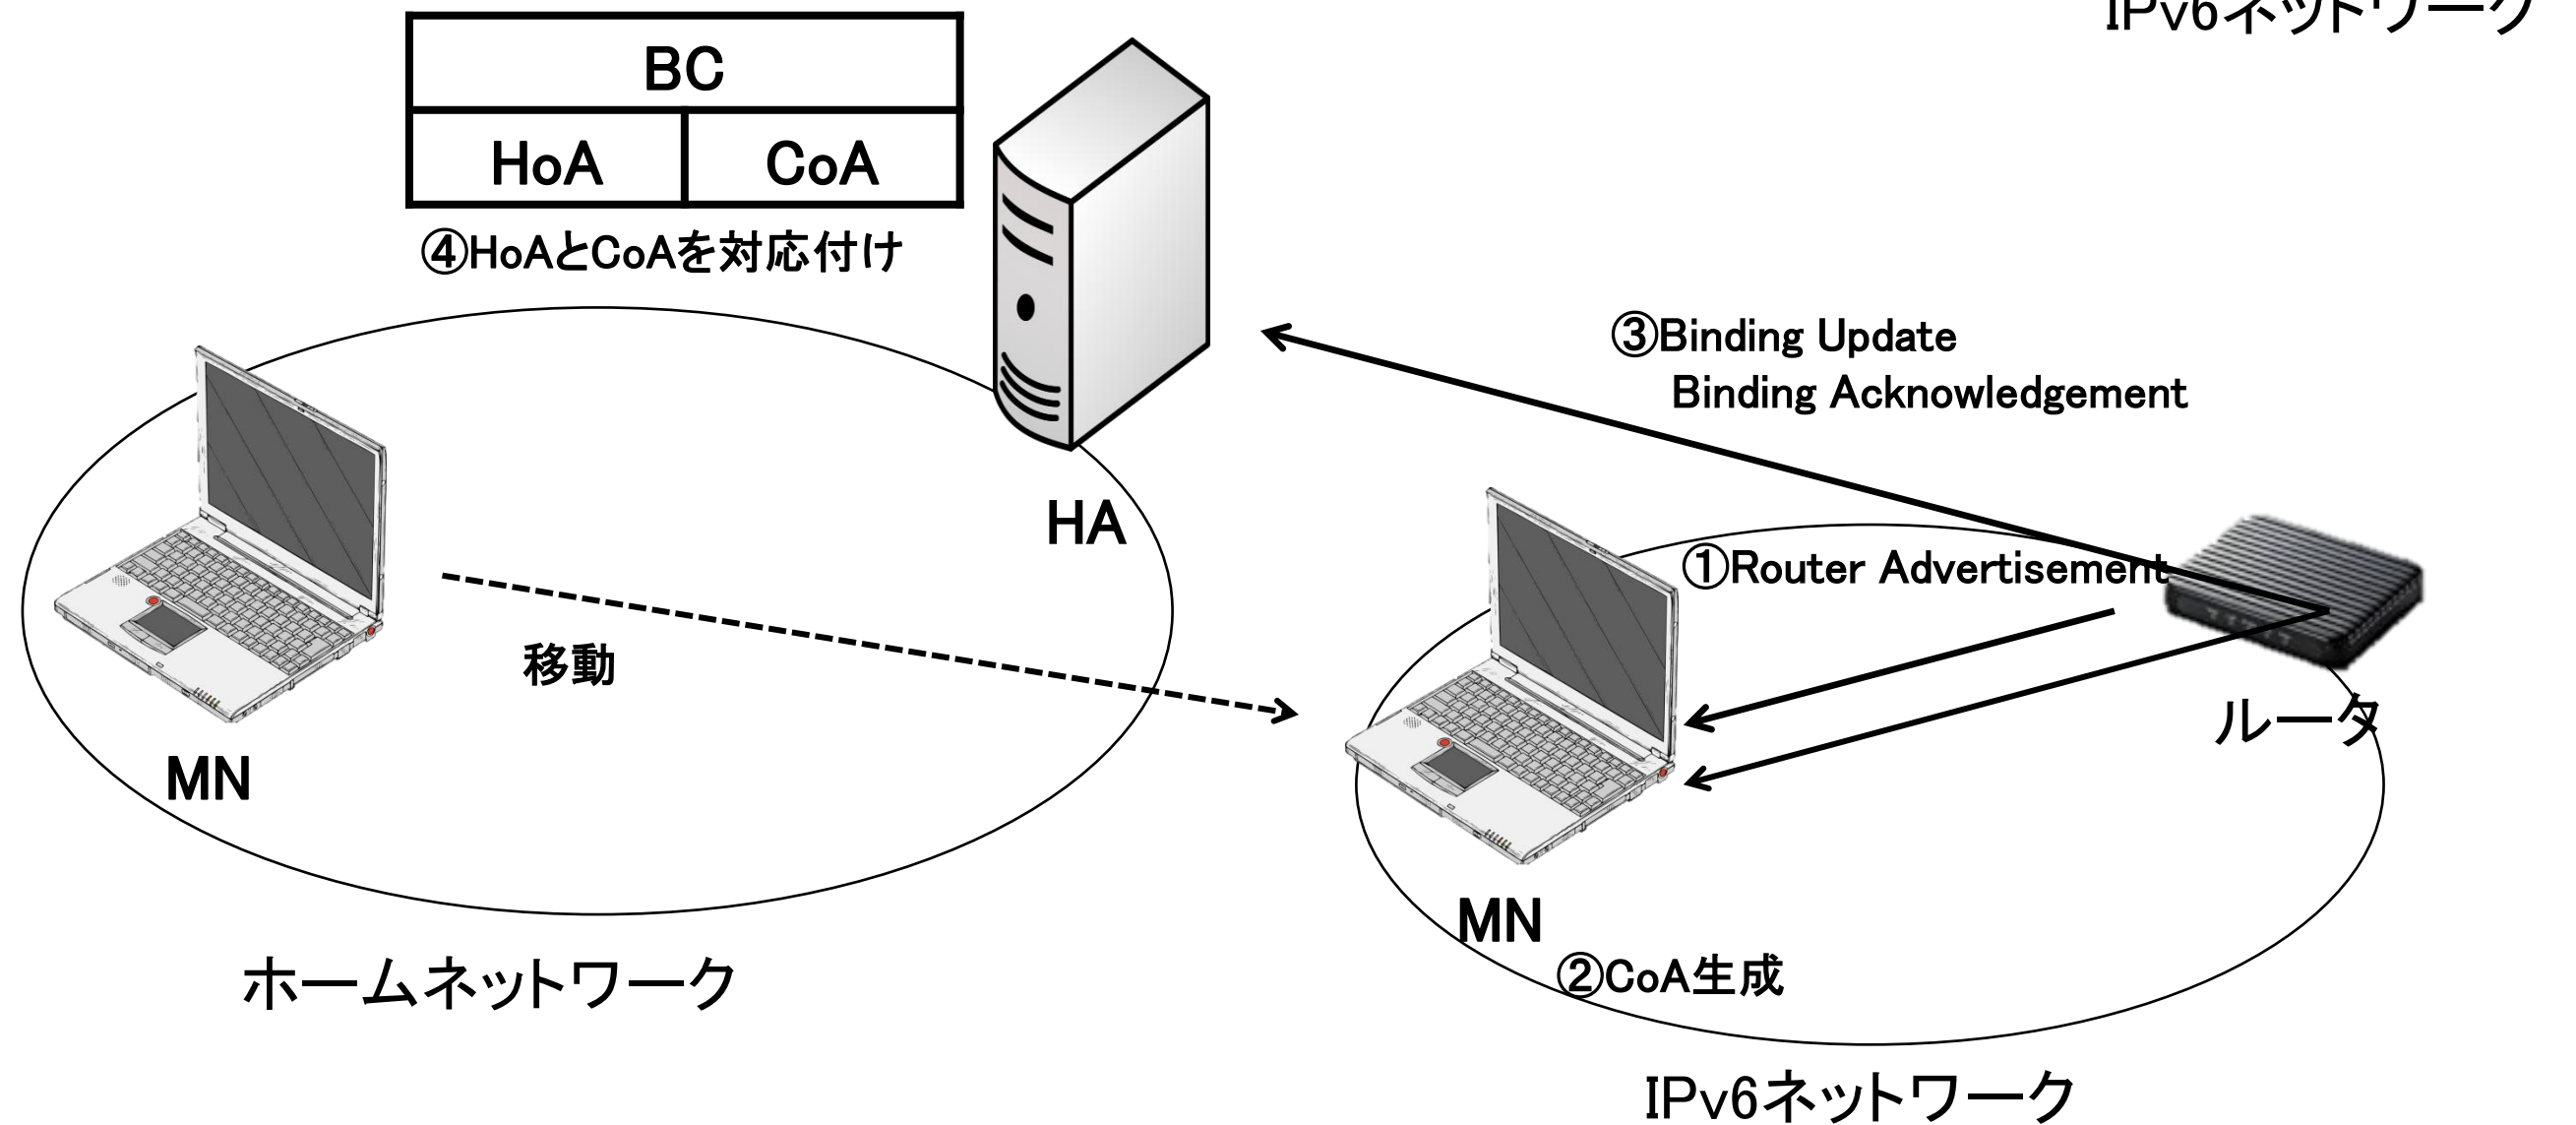 IPv6ネットワーク
BC
HoA CoA
④HoAとCoAを対応付け
③Binding Update
Binding Acknowledgement
HA
①Router Advertisement
移動
ルータ
MN
MN
②CoA生成
ホームネットワーク
IPv6ネットワーク